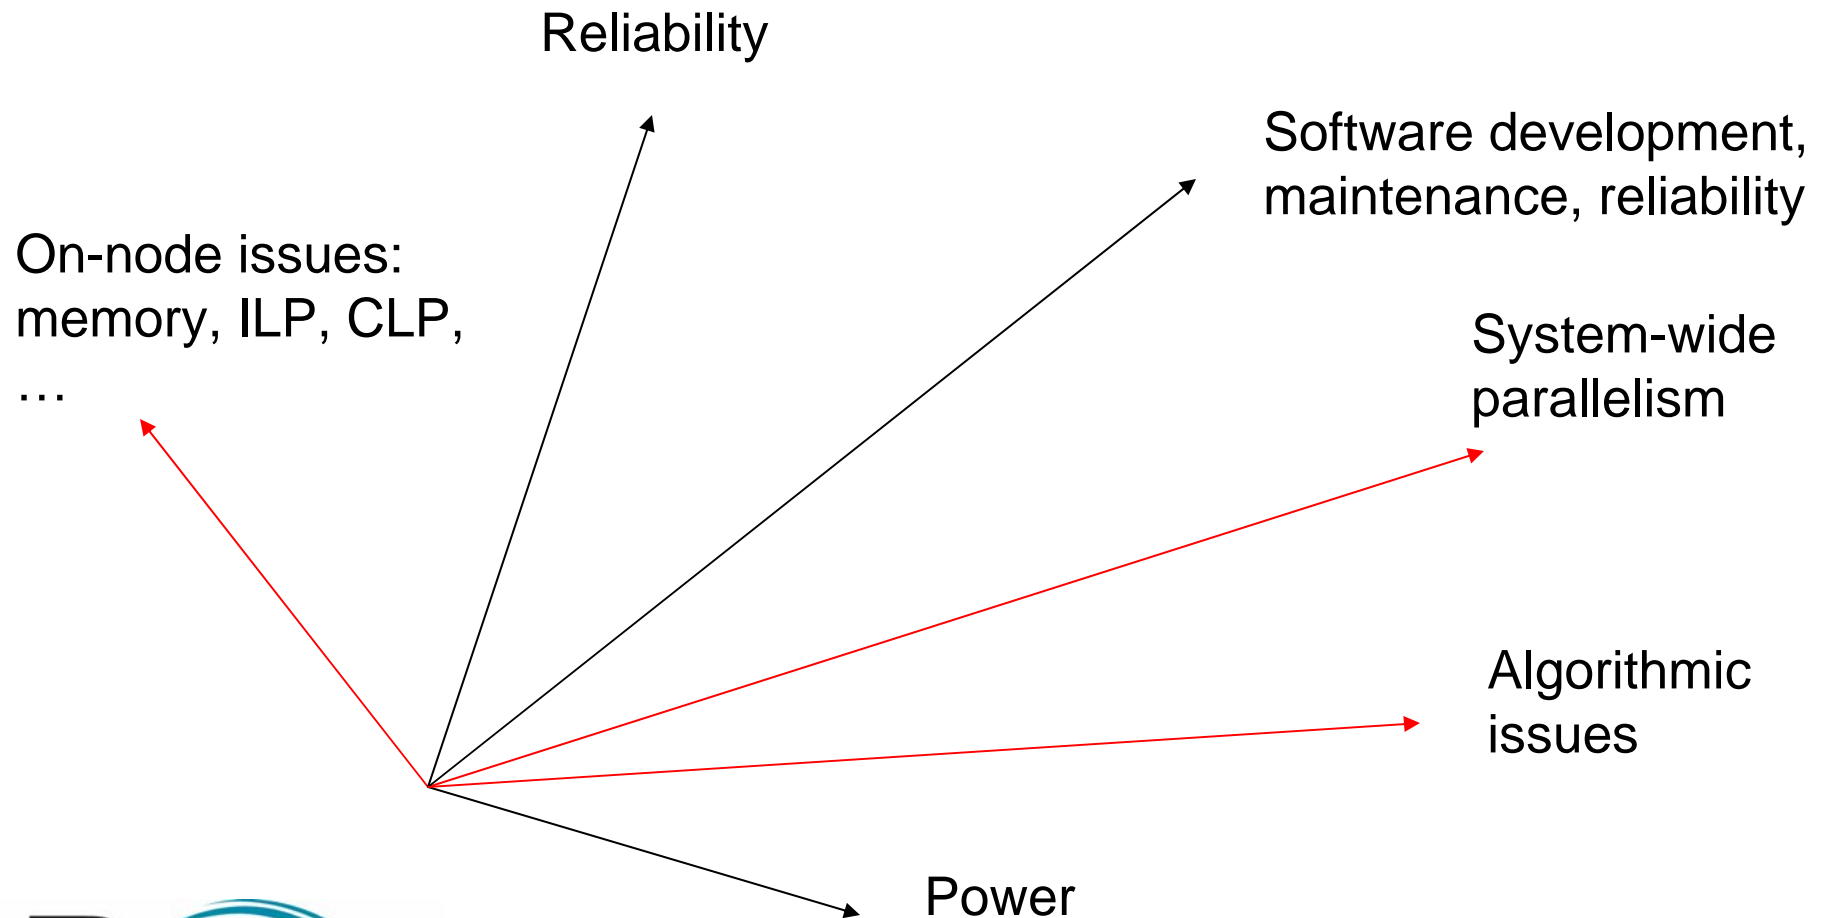 Reliability
Software development,
maintenance, reliability
On-node issues:
memory, ILP, CLP,
…
System-wide
parallelism
Algorithmic
issues
Power